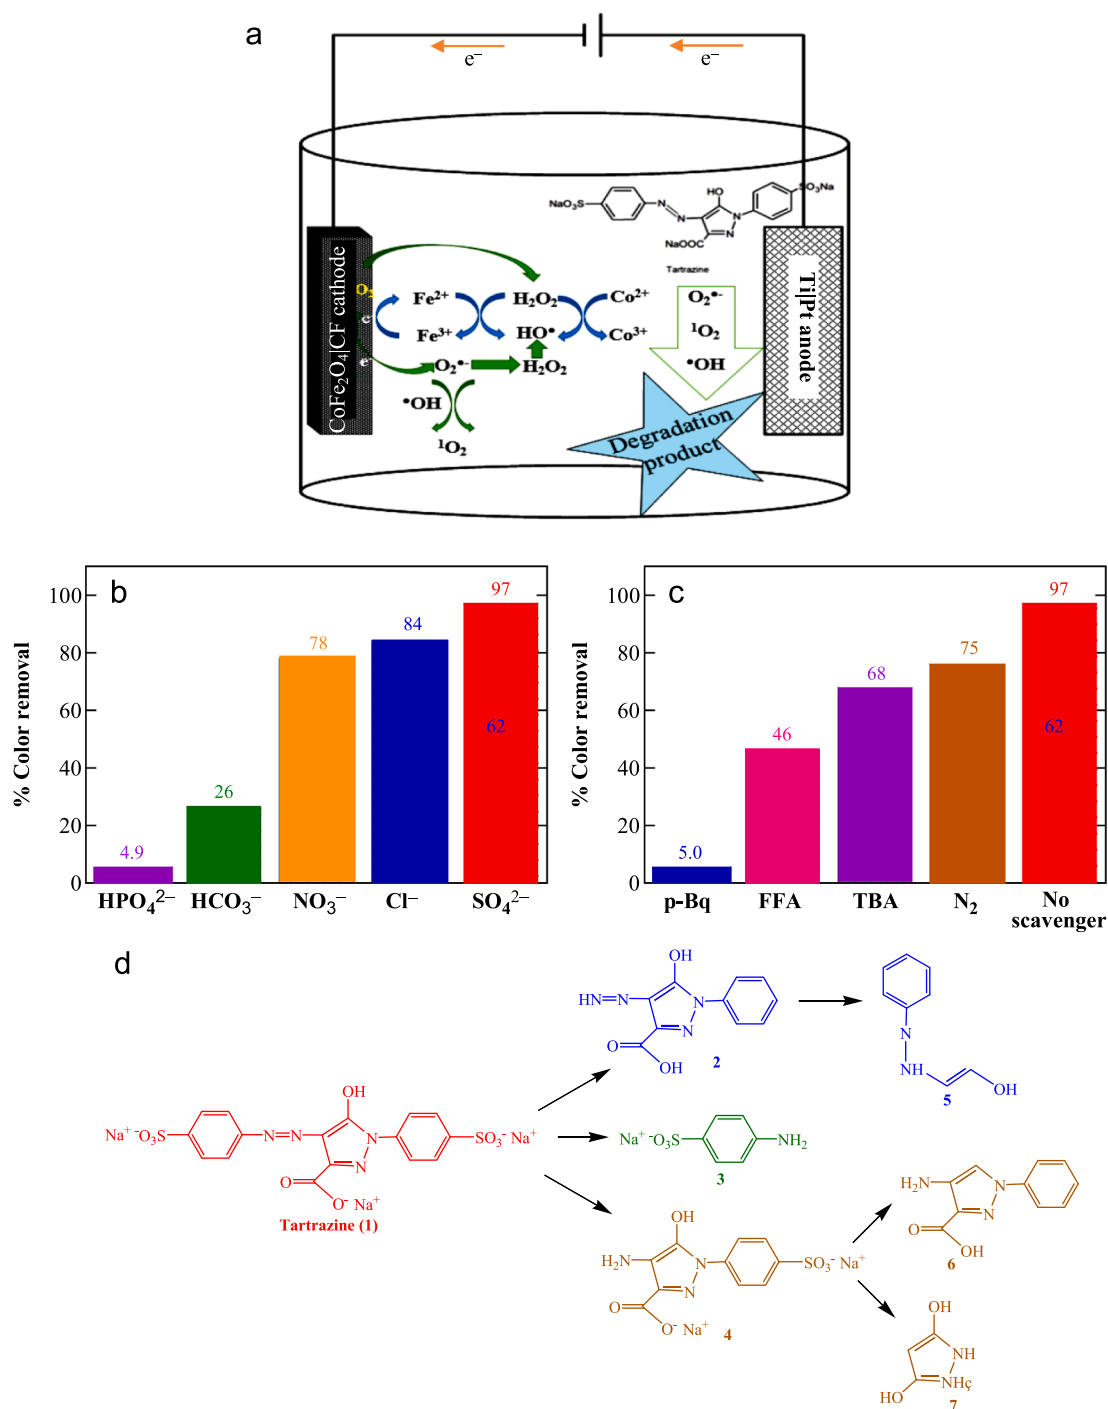 a
e⁻ e⁻
NaO₃S N N OH N N SO₃Na
NaOOC
Tartrazine
CoFe₂O₄|CF cathode
O₂
e⁻
e⁻
Fe²⁺ H₂O₂ Co²⁺
Fe³⁺ HO• Co³⁺
O₂•⁻ H₂O₂
•OH
¹O₂
O₂•⁻
¹O₂
•OH
Ti|Pt anode
Degradation
product
b
% Color removal
100
80
60
40
20
0
4.9 26 78 84 97
62
HPO₄²⁻ HCO₃⁻ NO₃⁻ Cl⁻ SO₄²⁻
c
% Color removal
100
80
60
40
20
0
5.0 46 68 75 97
62
p-Bq FFA TBA N₂ No
scavenger
d
Na⁺ ⁻O₃S N=N OH N N SO₃⁻ Na⁺
O O⁻ Na⁺
Tartrazine (1)
HN=N OH N N
O OH
2
N
NH
OH
5
Na⁺ ⁻O₃S NH₂
3
H₂N OH N N SO₃⁻ Na⁺
O O⁻ Na⁺
4
H₂N N N
O OH
6
OH
NH
NHç
HO
7